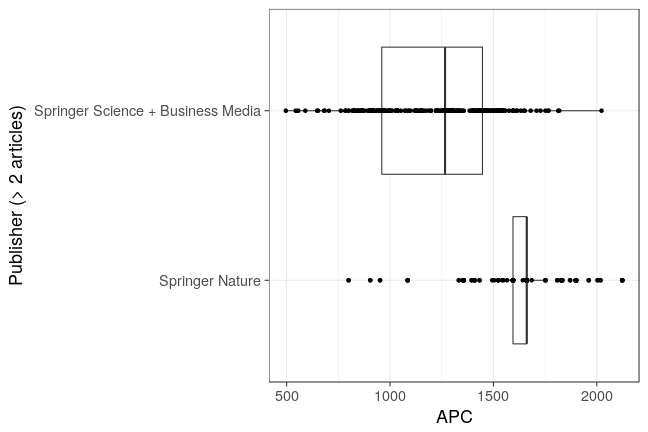 Publisher (> 2 articles)
Springer Science + Business Media
Springer Nature
500 1000 1500 2000
APC